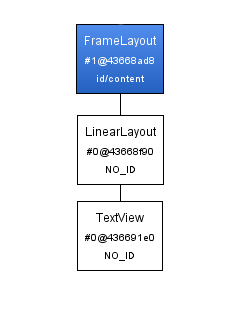 FrameLayout
#1@43668ad8
id/content
LinearLayout
#0@43668f90
NO_ID
TextView
#0@436691e0
NO_ID